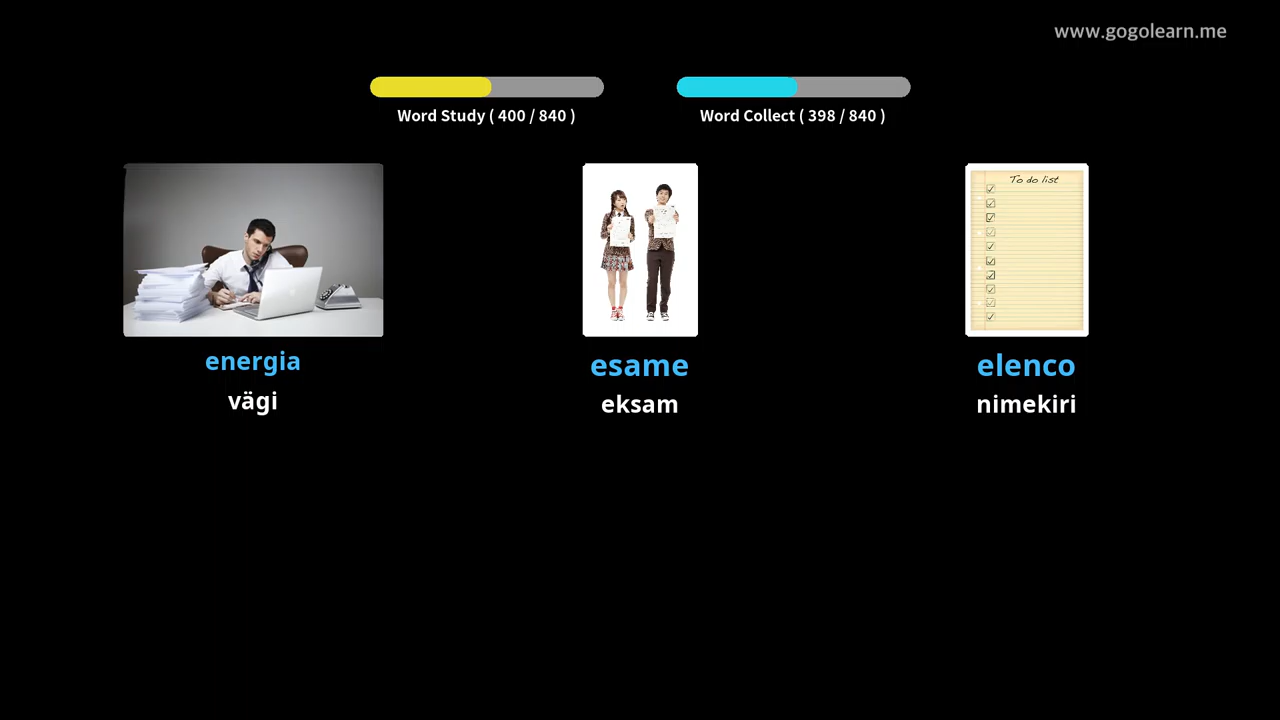 www.gogolearn.me
Word Study ( 400 / 840 )
Word Collect ( 398 / 840 )
To do list
energia
vägi
esame
eksam
elenco
nimekiri